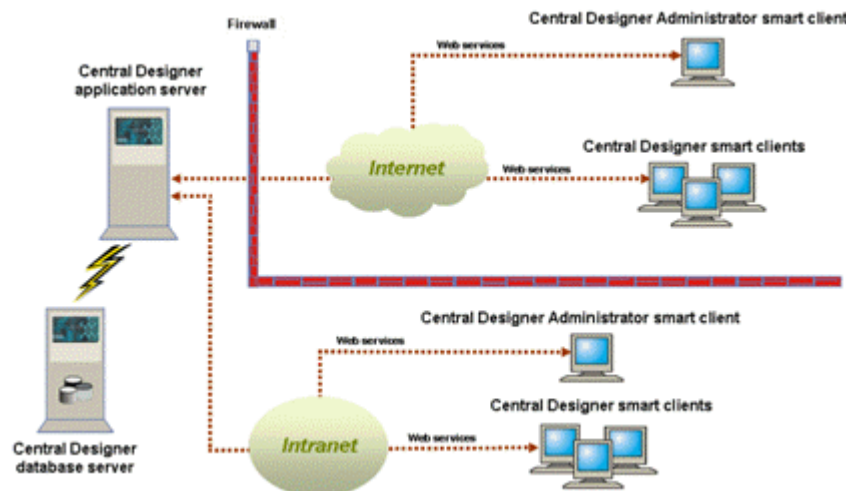 Central Designer Administrator smart client
Firewall
Web services
Central Designer
application server
Central Designer smart clients
Internet
Web services
Central Designer Administrator smart client
Web services
Central Designer smart clients
Central Designer
database server
Intranet
Web services